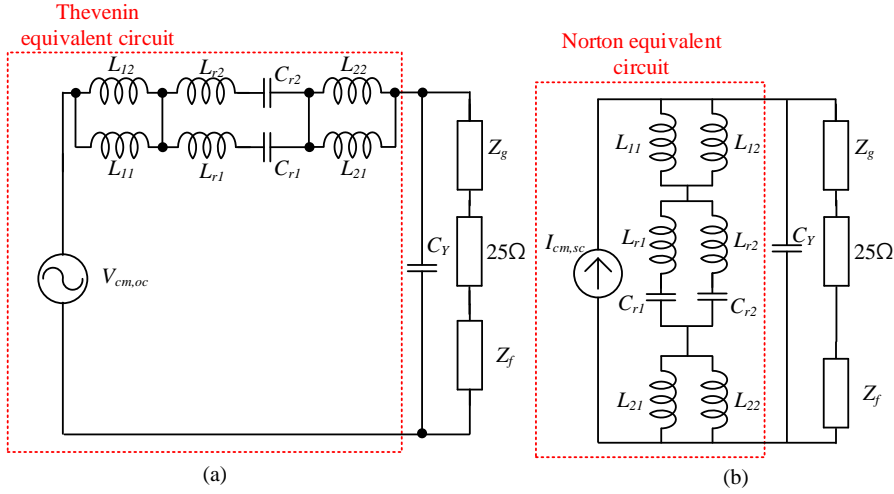 Thevenin
equivalent circuit
L12
Lr2
Cr2
L22
L11
Lr1
Cr1
L21
Zg
CY
25Ω
Vcm,oc
Zf
(a)
Norton equivalent
circuit
L11
L12
Zg
Lr1
Lr2
Icm,sc
CY
25Ω
Cr1
Cr2
L21
L22
Zf
(b)